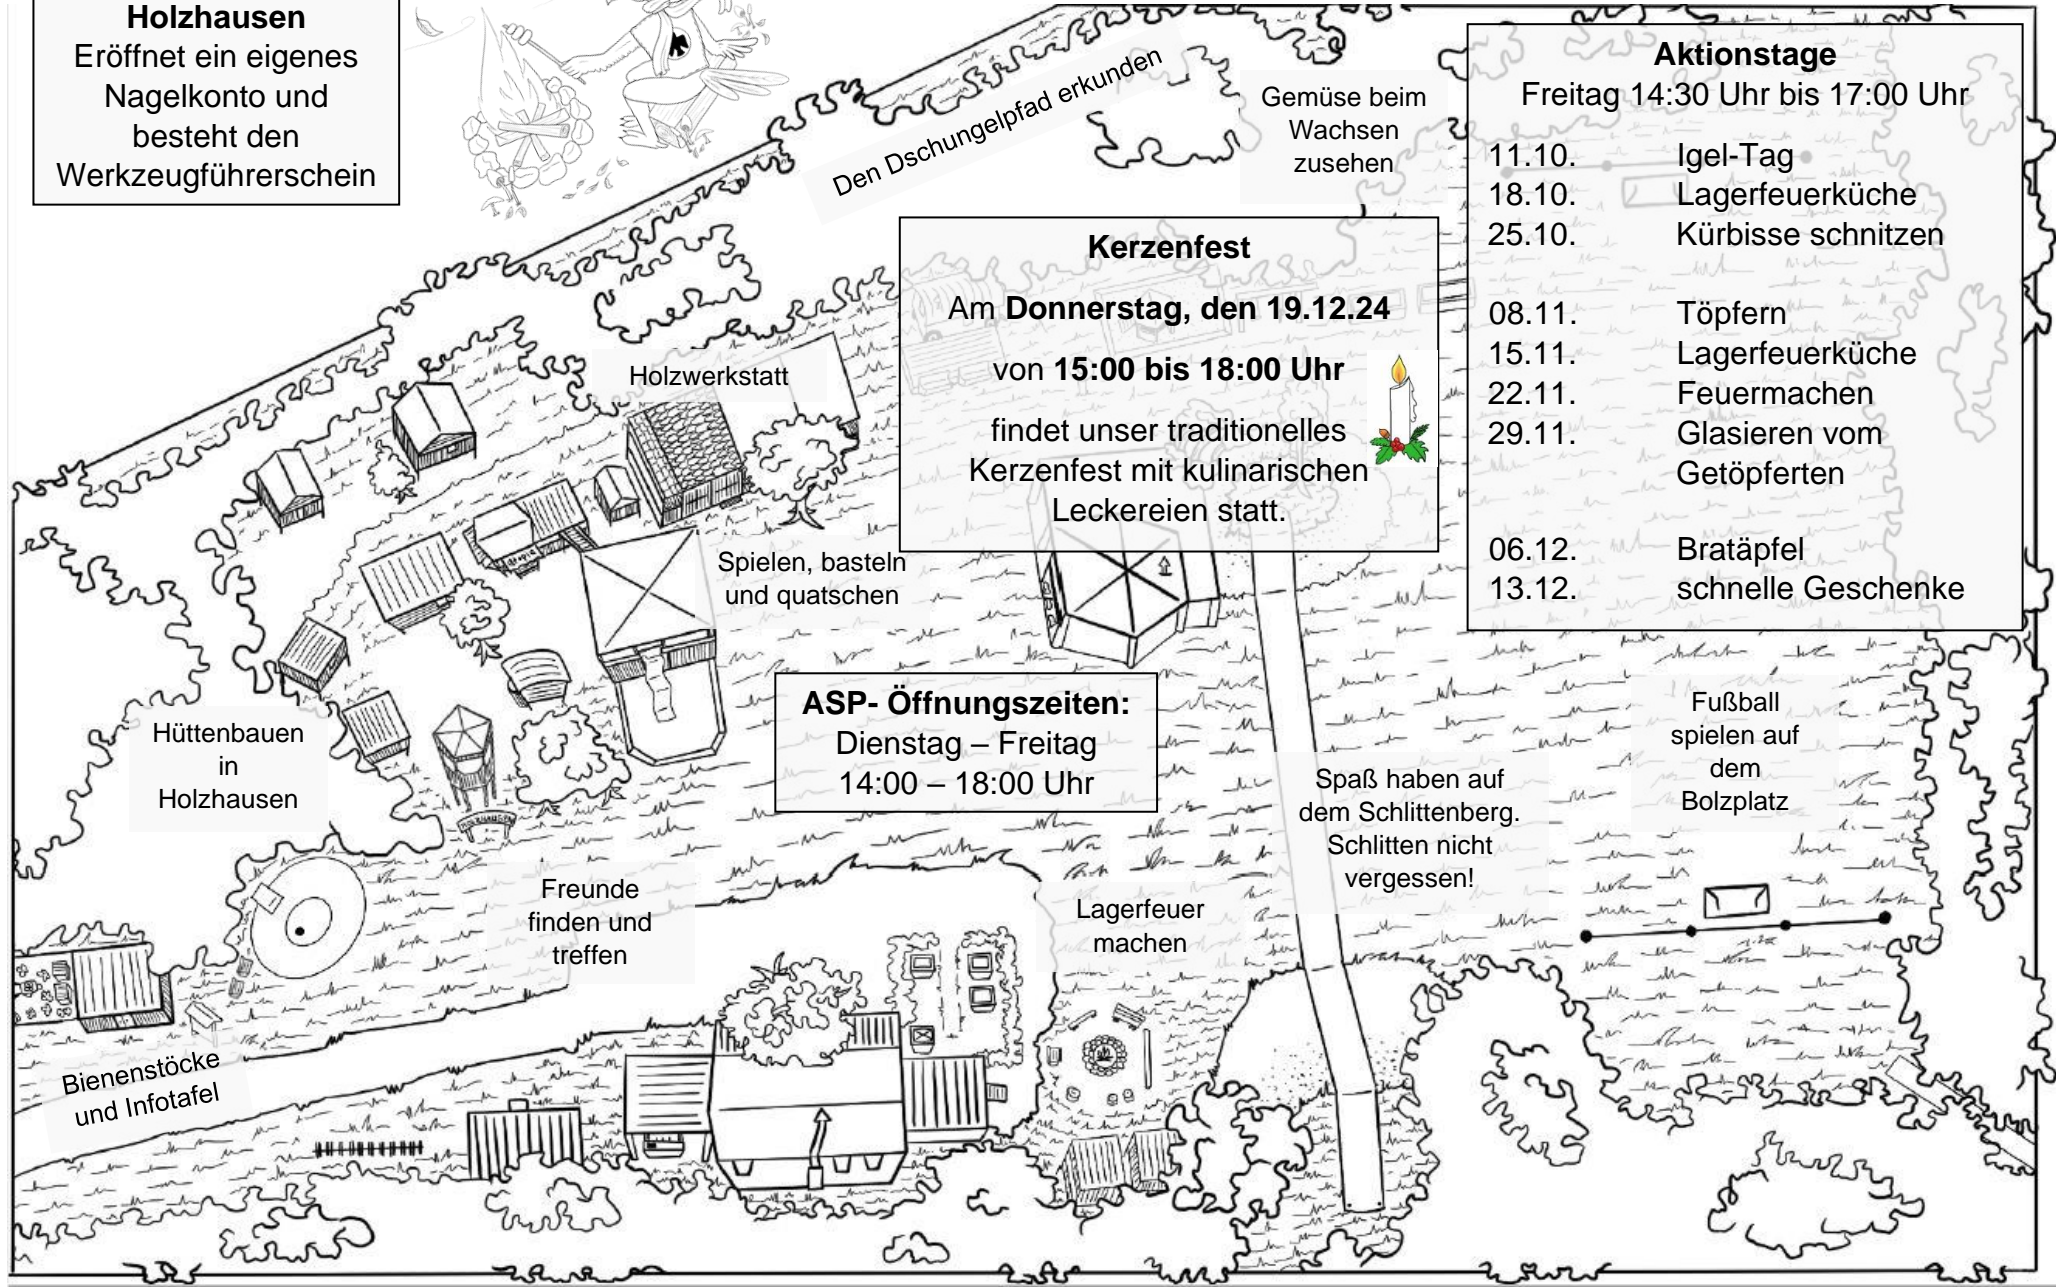 Holzhausen
Eröffnet ein eigenes
Nagelkonto und
besteht den
Werkzeugführerschein
Den Dschungelpfad erkunden
Gemüse beim
Wachsen
zusehen
Aktionstage
Freitag 14:30 Uhr bis 17:00 Uhr
11.10. Igel-Tag
18.10. Lagerfeuerküche
25.10. Kürbisse schnitzen
08.11. Töpfern
15.11. Lagerfeuerküche
22.11. Feuermachen
29.11. Glasieren vom
Getöpferten
06.12. Bratäpfel
13.12. schnelle Geschenke
Kerzenfest
Am Donnerstag, den 19.12.24
von 15:00 bis 18:00 Uhr
findet unser traditionelles
Kerzenfest mit kulinarischen
Leckereien statt.
Holzwerkstatt
Spielen, basteln
und quatschen
ASP- Öffnungszeiten:
Dienstag – Freitag
14:00 – 18:00 Uhr
Hüttenbauen
in
Holzhausen
HOLZHAUSEN
Fußball
spielen auf
dem
Bolzplatz
Spaß haben auf
dem Schlittenberg.
Schlitten nicht
vergessen!
Freunde
finden und
treffen
Lagerfeuer
machen
Bienenstöcke
und Infotafel